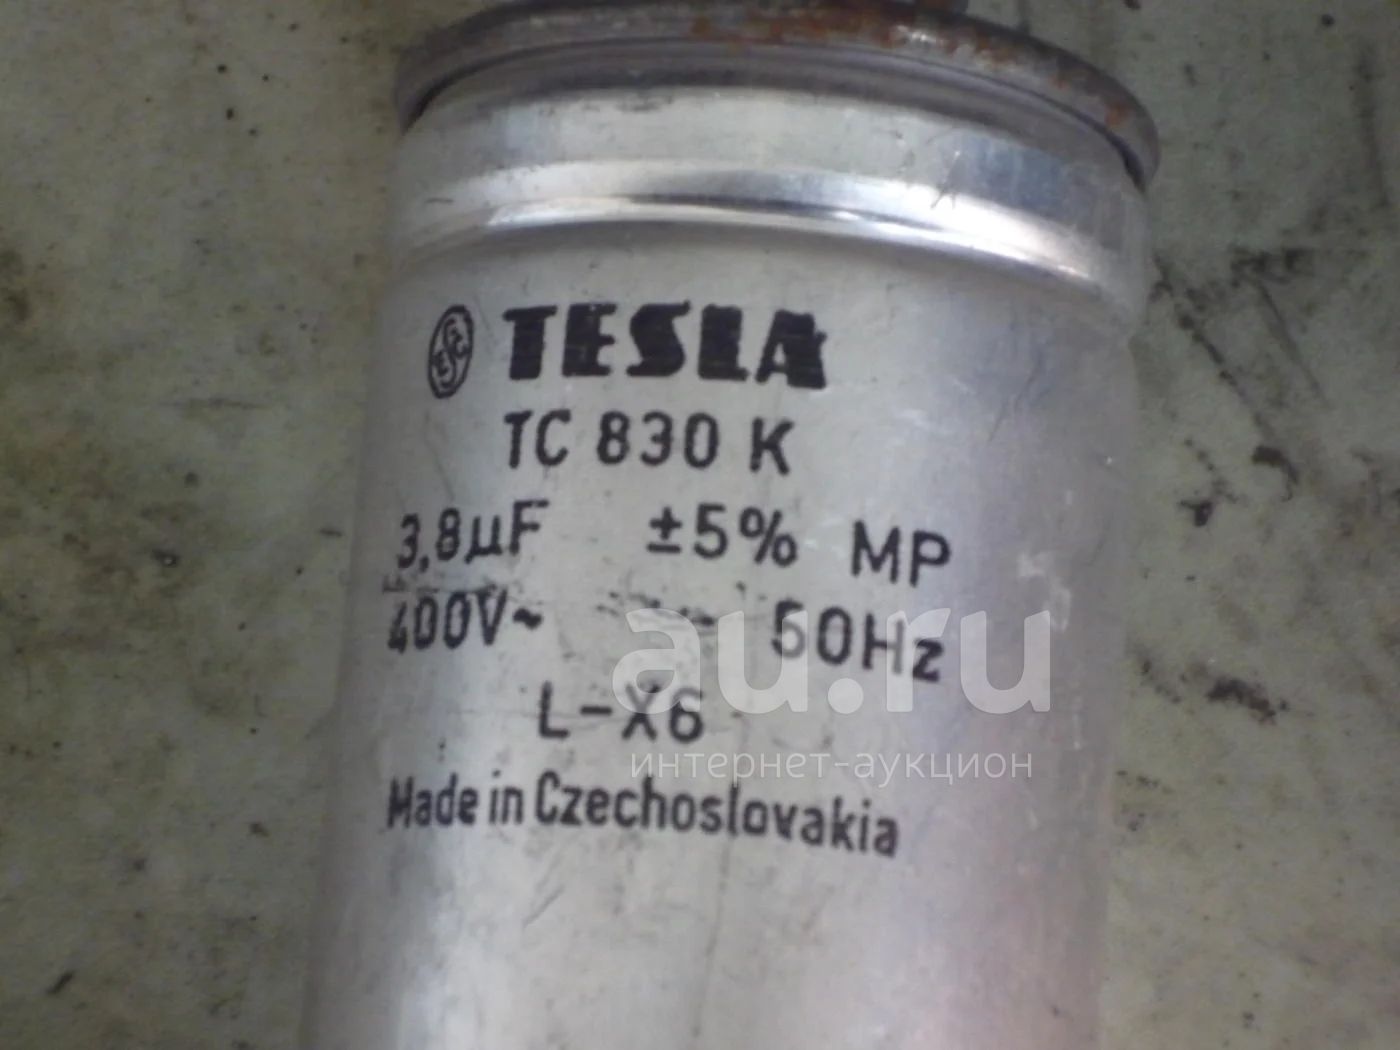 TESLA
TC 830 K
3,8µF ±5% MP
400V~ 50Hz
L-X6
Made in Czechoslovakia
au.ru
интернет-аукцион